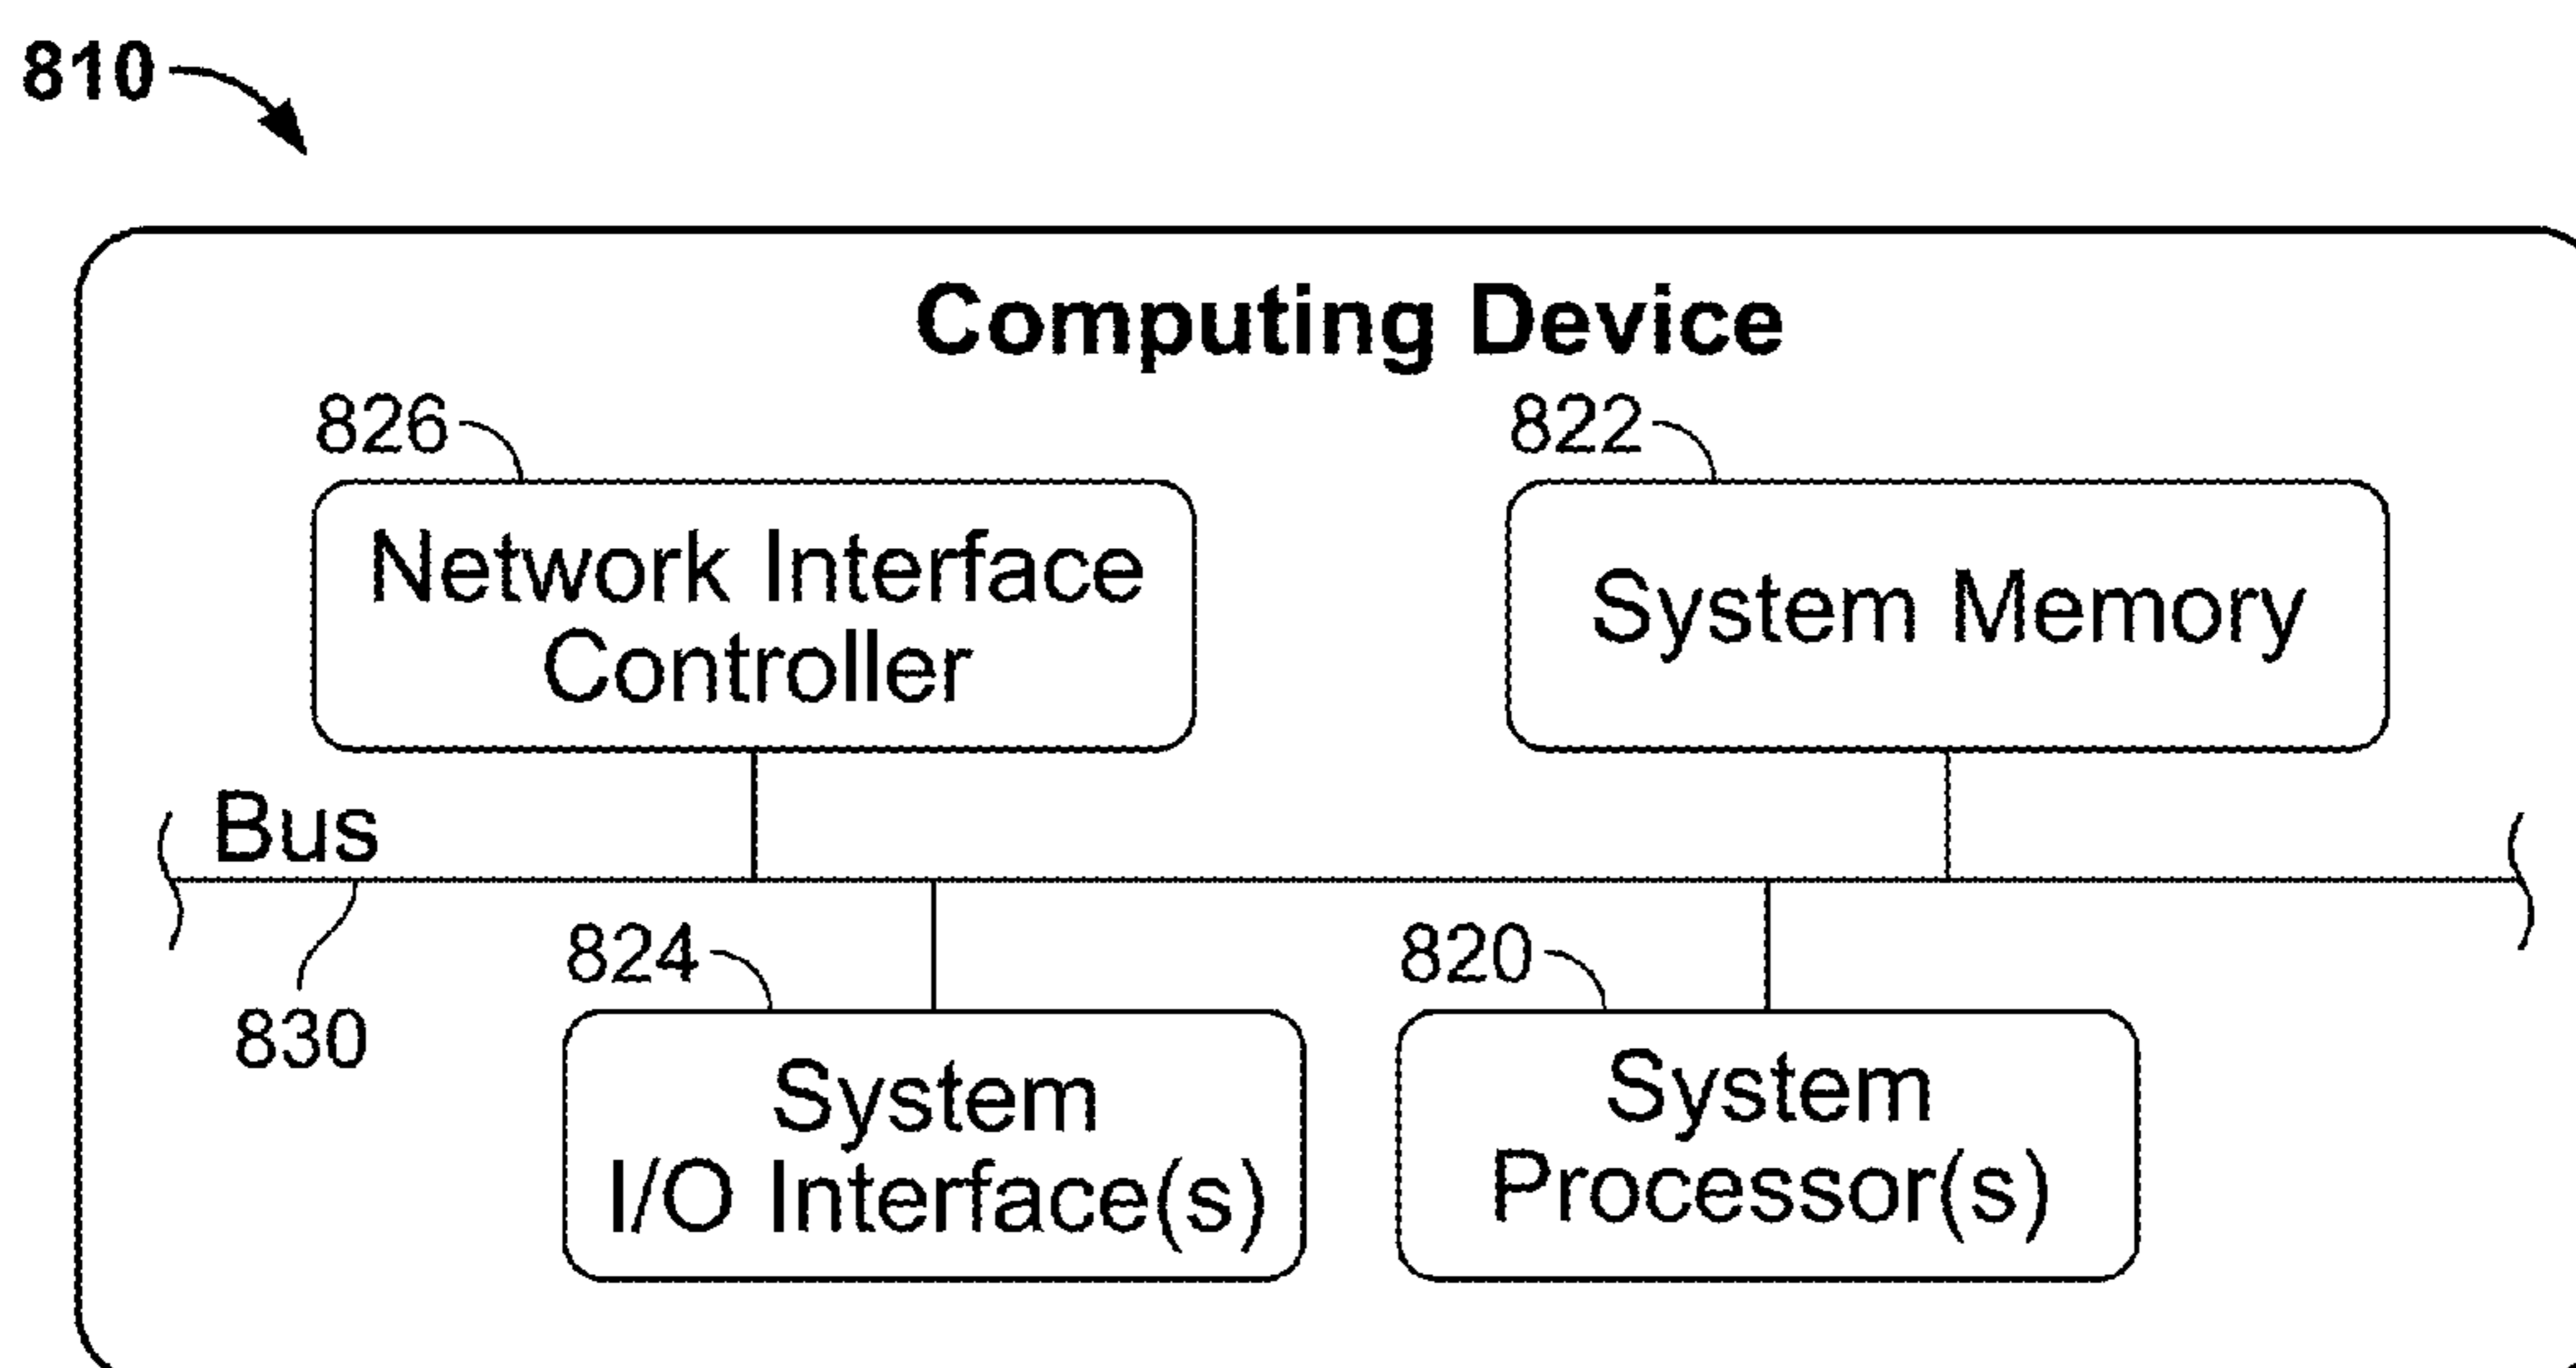 810
Computing Device
826
822
Network Interface
Controller
System Memory
Bus
824
820
830
System
I/O Interface(s)
System
Processor(s)